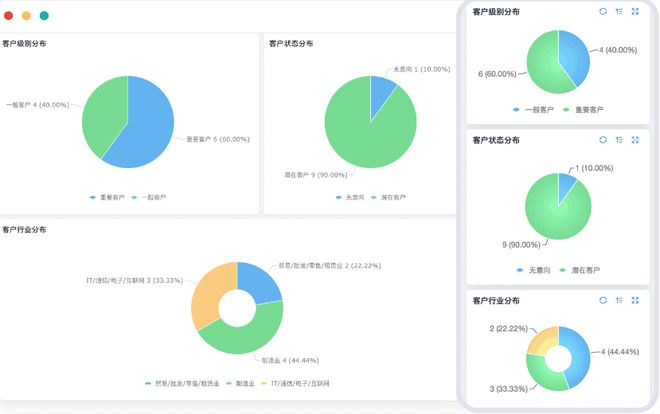 客户级别分布
一般客户 4 (40.00%)
重要客户 6 (60.00%)
重要客户 一般客户
客户状态分布
无意向 1 (10.00%)
潜在客户 9 (90.00%)
无意向 潜在客户
客户行业分布
贸易/批发/零售/租赁业 2 (22.22%)
IT/通信/电子/互联网 3 (33.33%)
制造业 4 (44.44%)
贸易/批发/零售/租赁业 制造业 IT/通信/电子/互联网
客户级别分布
4 (40.00%)
6 (60.00%)
一般客户 重要客户
客户状态分布
1 (10.00%)
9 (90.00%)
无意向 潜在客户
客户行业分布
2 (22.22%)
4 (44.44%)
3 (33.33%)